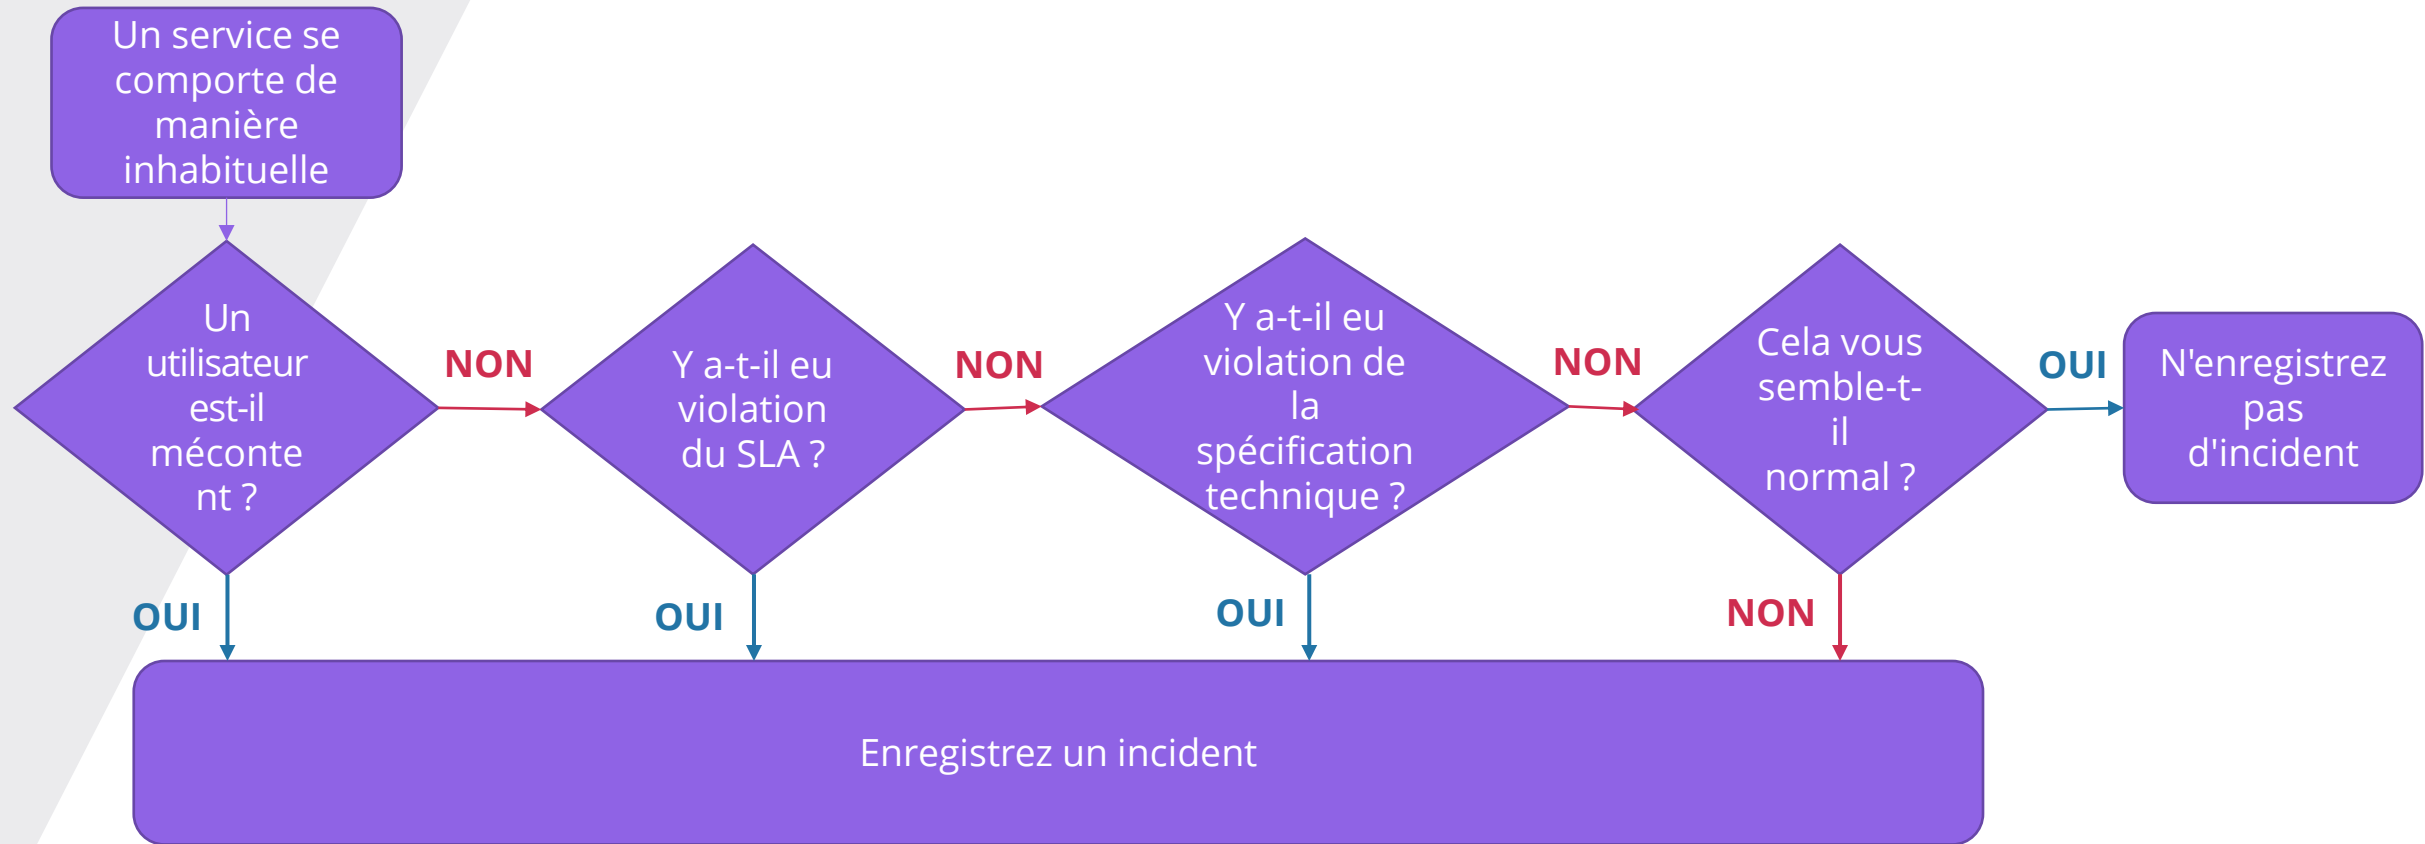 Un service se
comporte de
manière
inhabituelle
Un
utilisateur
est-il
méconte
nt ?
NON
Y a-t-il eu
violation
du SLA ?
NON
Y a-t-il eu
violation de
la
spécification
technique ?
NON
Cela vous
semble-t-
il
normal ?
OUI
N'enregistrez
pas
d'incident
OUI
OUI
OUI
NON
Enregistrez un incident